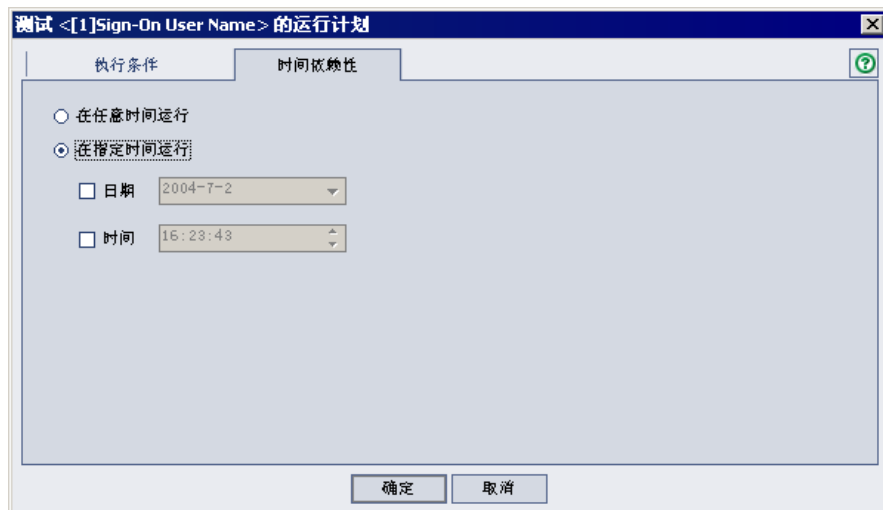 测试 <[1]Sign-On User Name> 的运行计划
执行条件
时间依赖性
在任意时间运行
在指定时间运行
日期 2004-7-2
时间 16:23:43
确定 取消